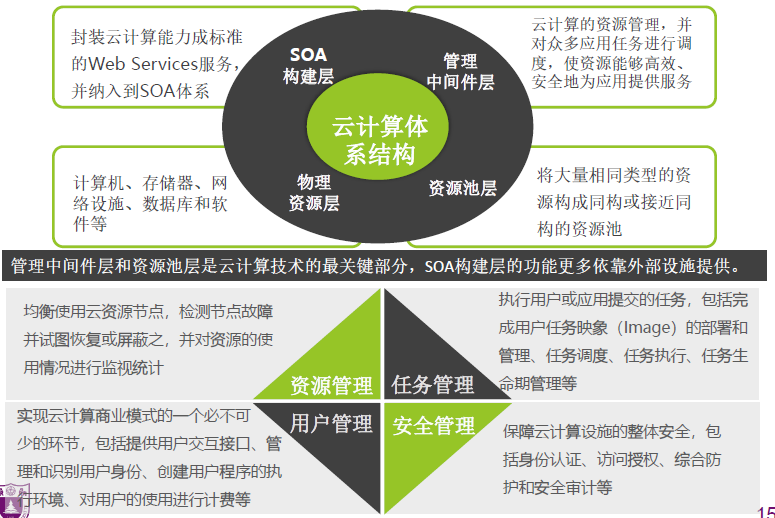 封装云计算能力成标准
的Web Services服务，
并纳入到SOA体系
SOA
构建层
管理
中间件层
云计算的资源管理，并
对众多应用任务进行调
度，使资源能够高效、
安全地为应用提供服务
云计算体
系结构
计算机、存储器、网
络设施、数据库和软
件等
物理
资源层
资源池层
将大量相同类型的资
源构成同构或接近同
构的资源池
管理中间件层和资源池层是云计算技术的最关键部分，SOA构建层的功能更多依靠外部设施提供。
均衡使用云资源节点，检测节点故障
并试图恢复或屏蔽之，并对资源的使
用情况进行监视统计
资源管理
任务管理
执行用户或应用提交的任务，包括完
成用户任务映象（Image）的部署和
管理、任务调度、任务执行、任务生
命期管理等
实现云计算商业模式的一个必不可
少的环节，包括提供用户交互接口、管
理和识别用户身份、创建用户程序的执
行环境、对用户的使用进行计费等
用户管理
安全管理
保障云计算设施的整体安全，包
括身份认证、访问授权、综合防
护和安全审计等
15